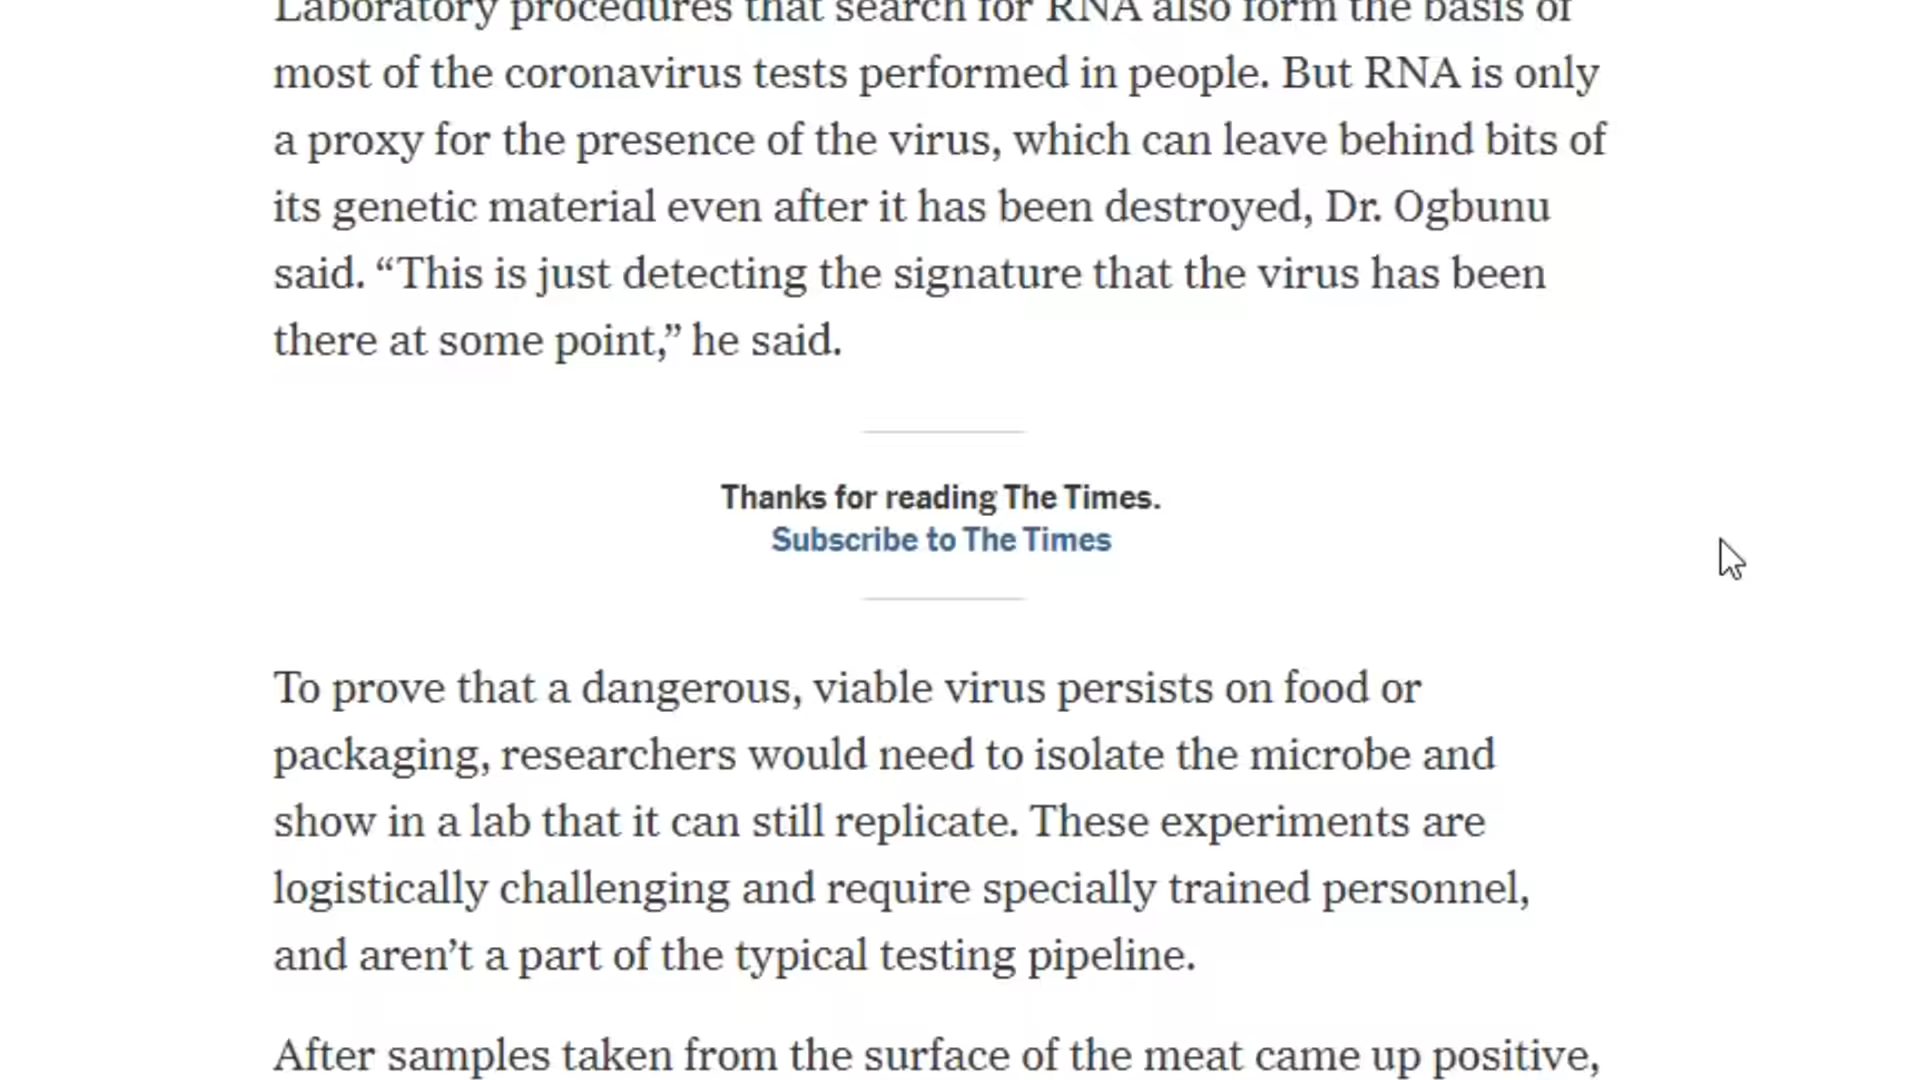 Laboratory procedures that search for RNA also form the basis of
most of the coronavirus tests performed in people. But RNA is only
a proxy for the presence of the virus, which can leave behind bits of
its genetic material even after it has been destroyed, Dr. Ogbunu
said. “This is just detecting the signature that the virus has been
there at some point,” he said.
Thanks for reading The Times.
Subscribe to The Times
To prove that a dangerous, viable virus persists on food or
packaging, researchers would need to isolate the microbe and
show in a lab that it can still replicate. These experiments are
logistically challenging and require specially trained personnel,
and aren’t a part of the typical testing pipeline.
After samples taken from the surface of the meat came up positive,